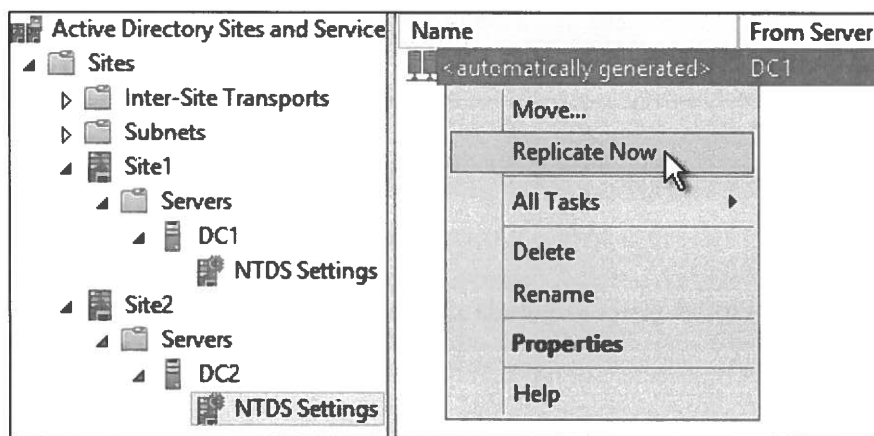 Active Directory Sites and Service
Sites
Inter-Site Transports
Subnets
Site1
Servers
DC1
NTDS Settings
Site2
Servers
DC2
NTDS Settings
Name From Server
<automatically generated> DC1
Move...
Replicate Now
All Tasks
Delete
Rename
Properties
Help